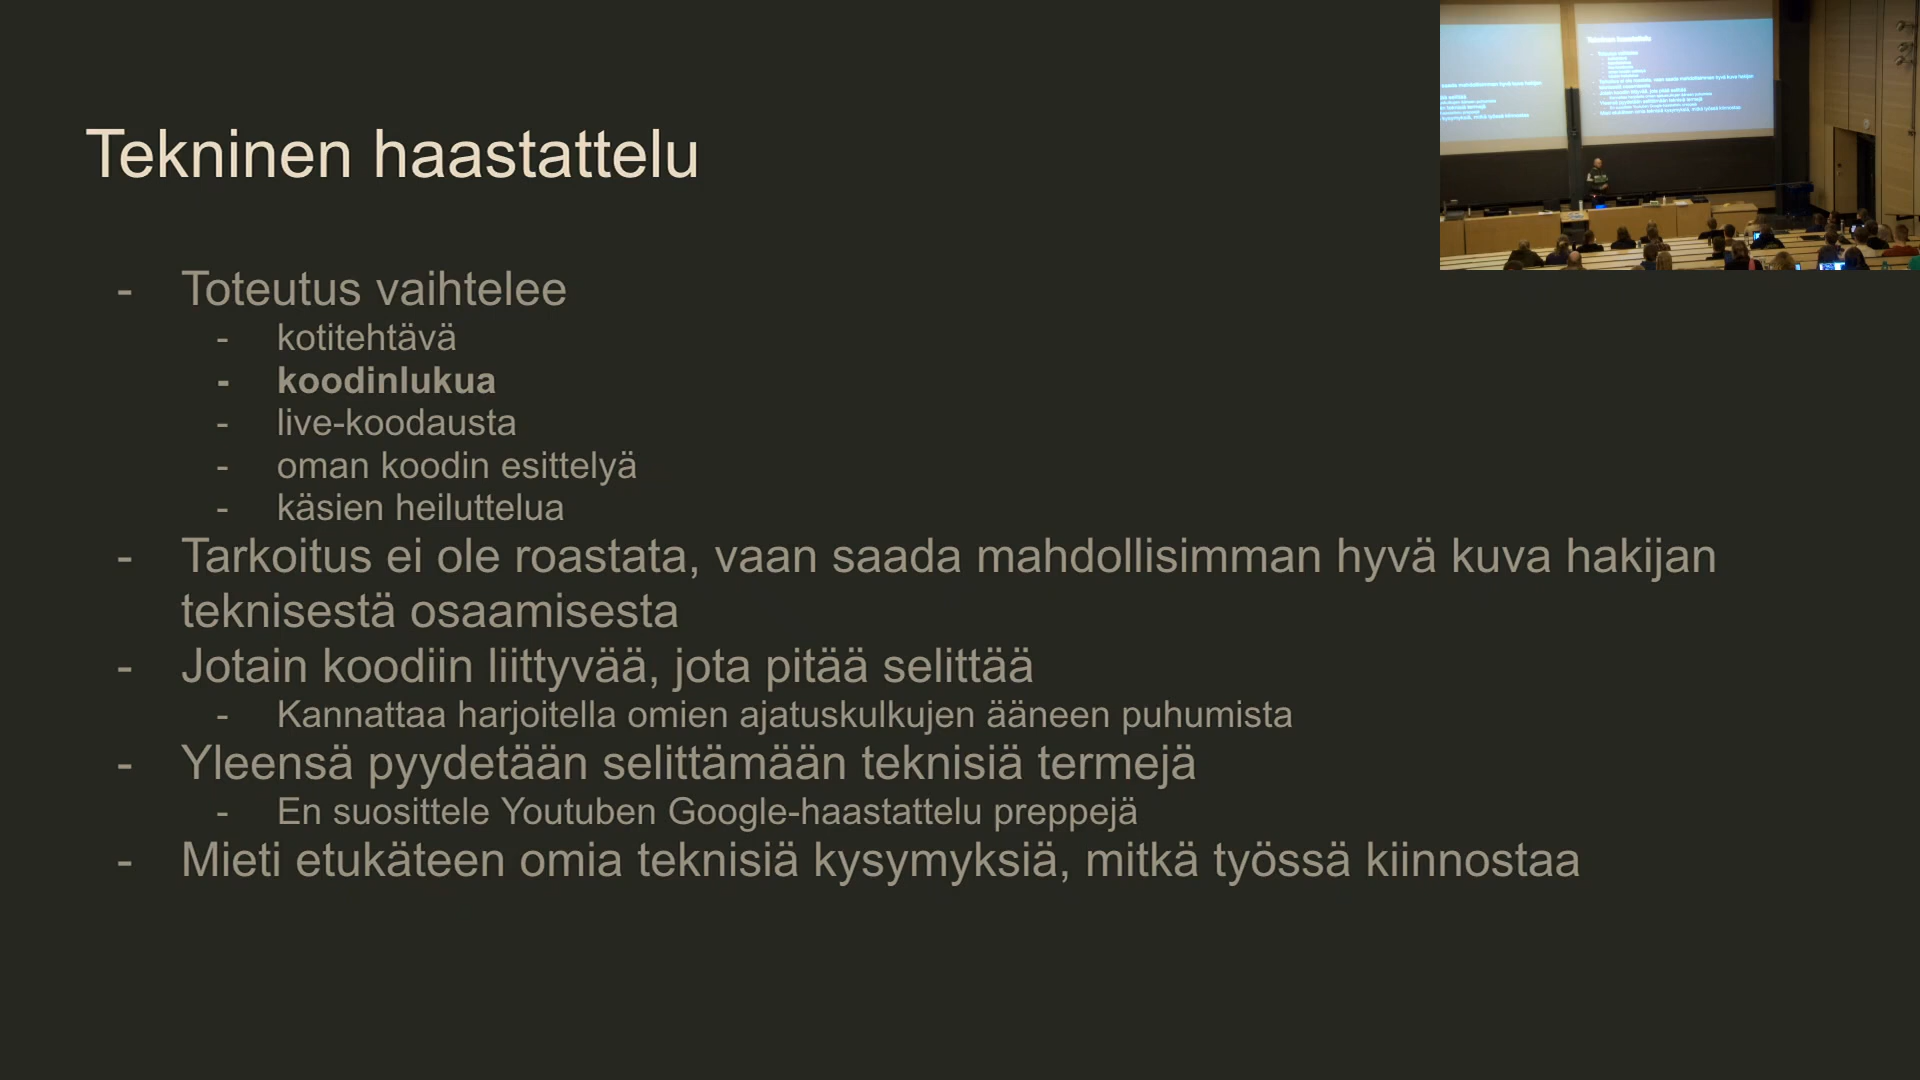 Tekninen haastattelu
- Toteutus vaihtelee
- kotitehtävä
- koodinlukua
- live-koodausta
- oman koodin esittelyä
- käsien heiluttelua
- Tarkoitus ei ole roastata, vaan saada mahdollisimman hyvä kuva hakijan
teknisestä osaamisesta
- Jotain koodiin liittyvää, jota pitää selittää
- Kannattaa harjoitella omien ajatuskulkujen ääneen puhumista
- Yleensä pyydetään selittämään teknisiä termejä
- En suosittele Youtuben Google-haastattelu preppejä
- Mieti etukäteen omia teknisiä kysymyksiä, mitkä työssä kiinnostaa